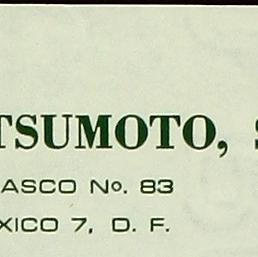 TSUMOTO, S
ASCO No. 83
XICO 7, D. F.